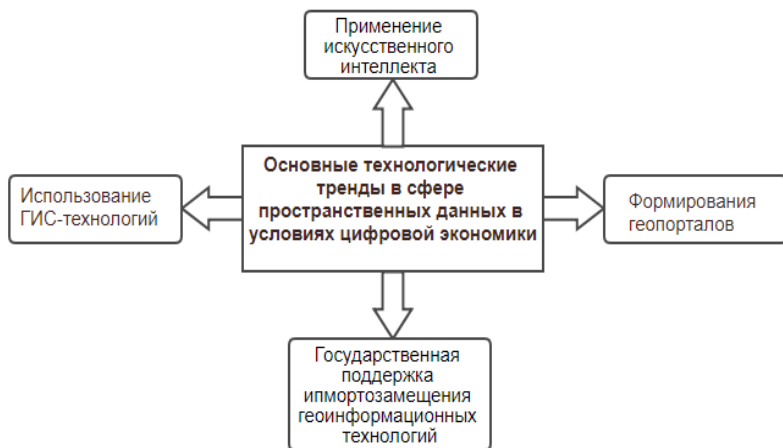 Применение
искусственного
интеллекта
Основные технологические
тренды в сфере
пространственных данных в
условиях цифровой экономики
Использование
ГИС-технологий
Формирования
геопорталов
Государственная
поддержка
ипмортозамещения
геоинформационных
технологий